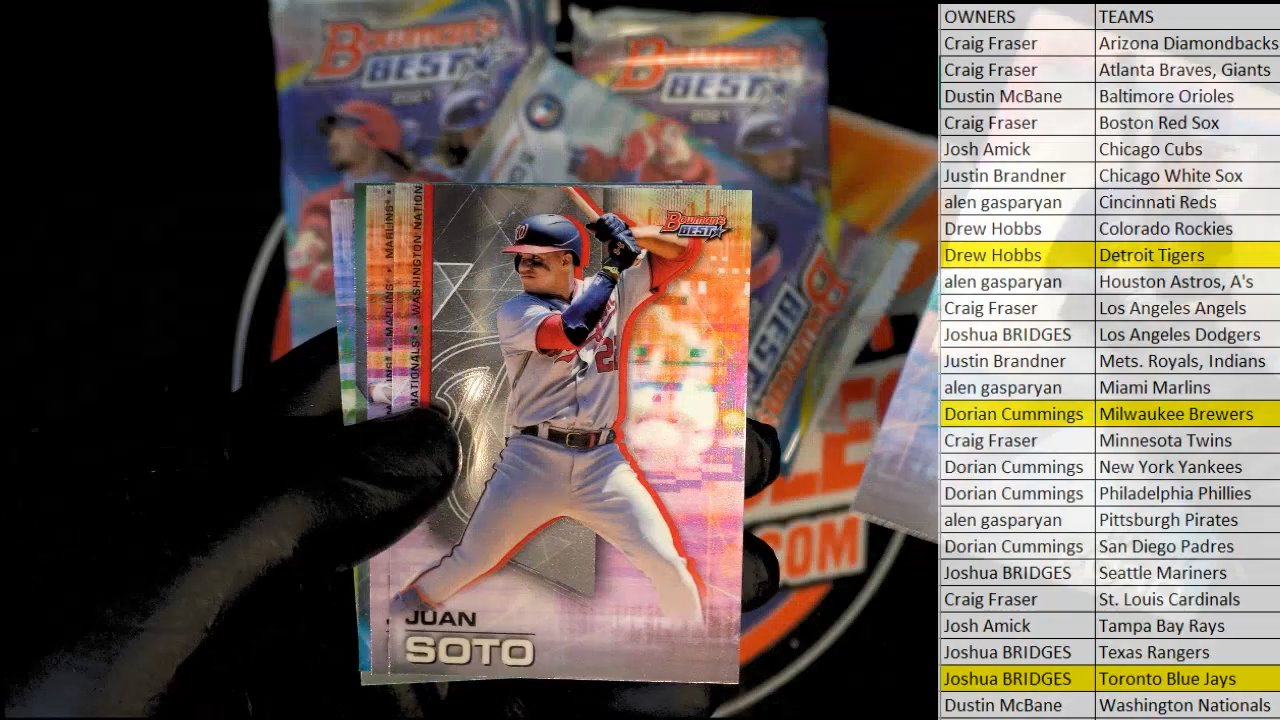 Bowman's
BEST
2021
Bowman's
BEST
2021
Bowman's
BEST
NATIONALS • WASHINGTON NATION
MARLINS • MARLINS
W
2
JUAN
SOTO
BEST
.COM
OWNERS TEAMS
Craig Fraser Arizona Diamondbacks
Craig Fraser Atlanta Braves, Giants
Dustin McBane Baltimore Orioles
Craig Fraser Boston Red Sox
Josh Amick Chicago Cubs
Justin Brandner Chicago White Sox
alen gasparyan Cincinnati Reds
Drew Hobbs Colorado Rockies
Drew Hobbs Detroit Tigers
alen gasparyan Houston Astros, A's
Craig Fraser Los Angeles Angels
Joshua BRIDGES Los Angeles Dodgers
Justin Brandner Mets. Royals, Indians
alen gasparyan Miami Marlins
Dorian Cummings Milwaukee Brewers
Craig Fraser Minnesota Twins
Dorian Cummings New York Yankees
Dorian Cummings Philadelphia Phillies
alen gasparyan Pittsburgh Pirates
Dorian Cummings San Diego Padres
Joshua BRIDGES Seattle Mariners
Craig Fraser St. Louis Cardinals
Josh Amick Tampa Bay Rays
Joshua BRIDGES Texas Rangers
Joshua BRIDGES Toronto Blue Jays
Dustin McBane Washington Nationals